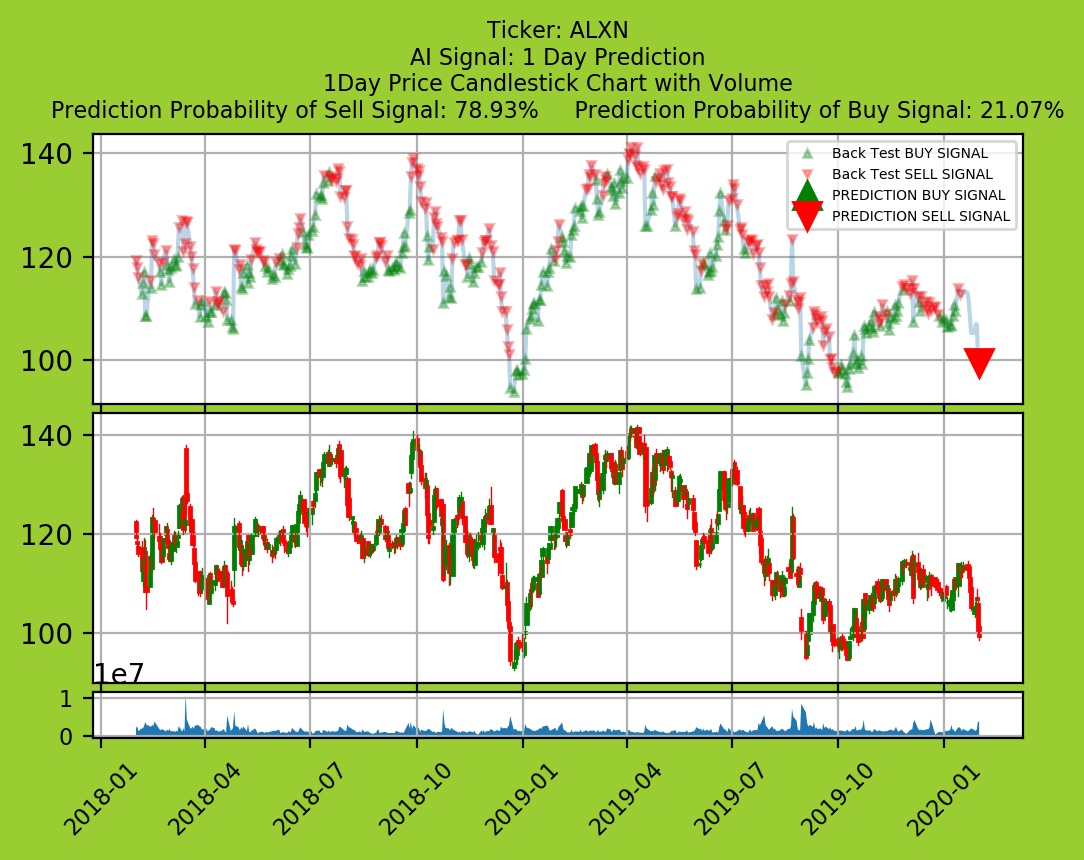 Ticker: ALXN
AI Signal: 1 Day Prediction
1Day Price Candlestick Chart with Volume
Prediction Probability of Sell Signal: 78.93% Prediction Probability of Buy Signal: 21.07%
140
120
100
Back Test BUY SIGNAL
Back Test SELL SIGNAL
PREDICTION BUY SIGNAL
PREDICTION SELL SIGNAL
140
120
100
1e7
1
0
2018-01
2018-04
2018-07
2018-10
2019-01
2019-04
2019-07
2019-10
2020-01